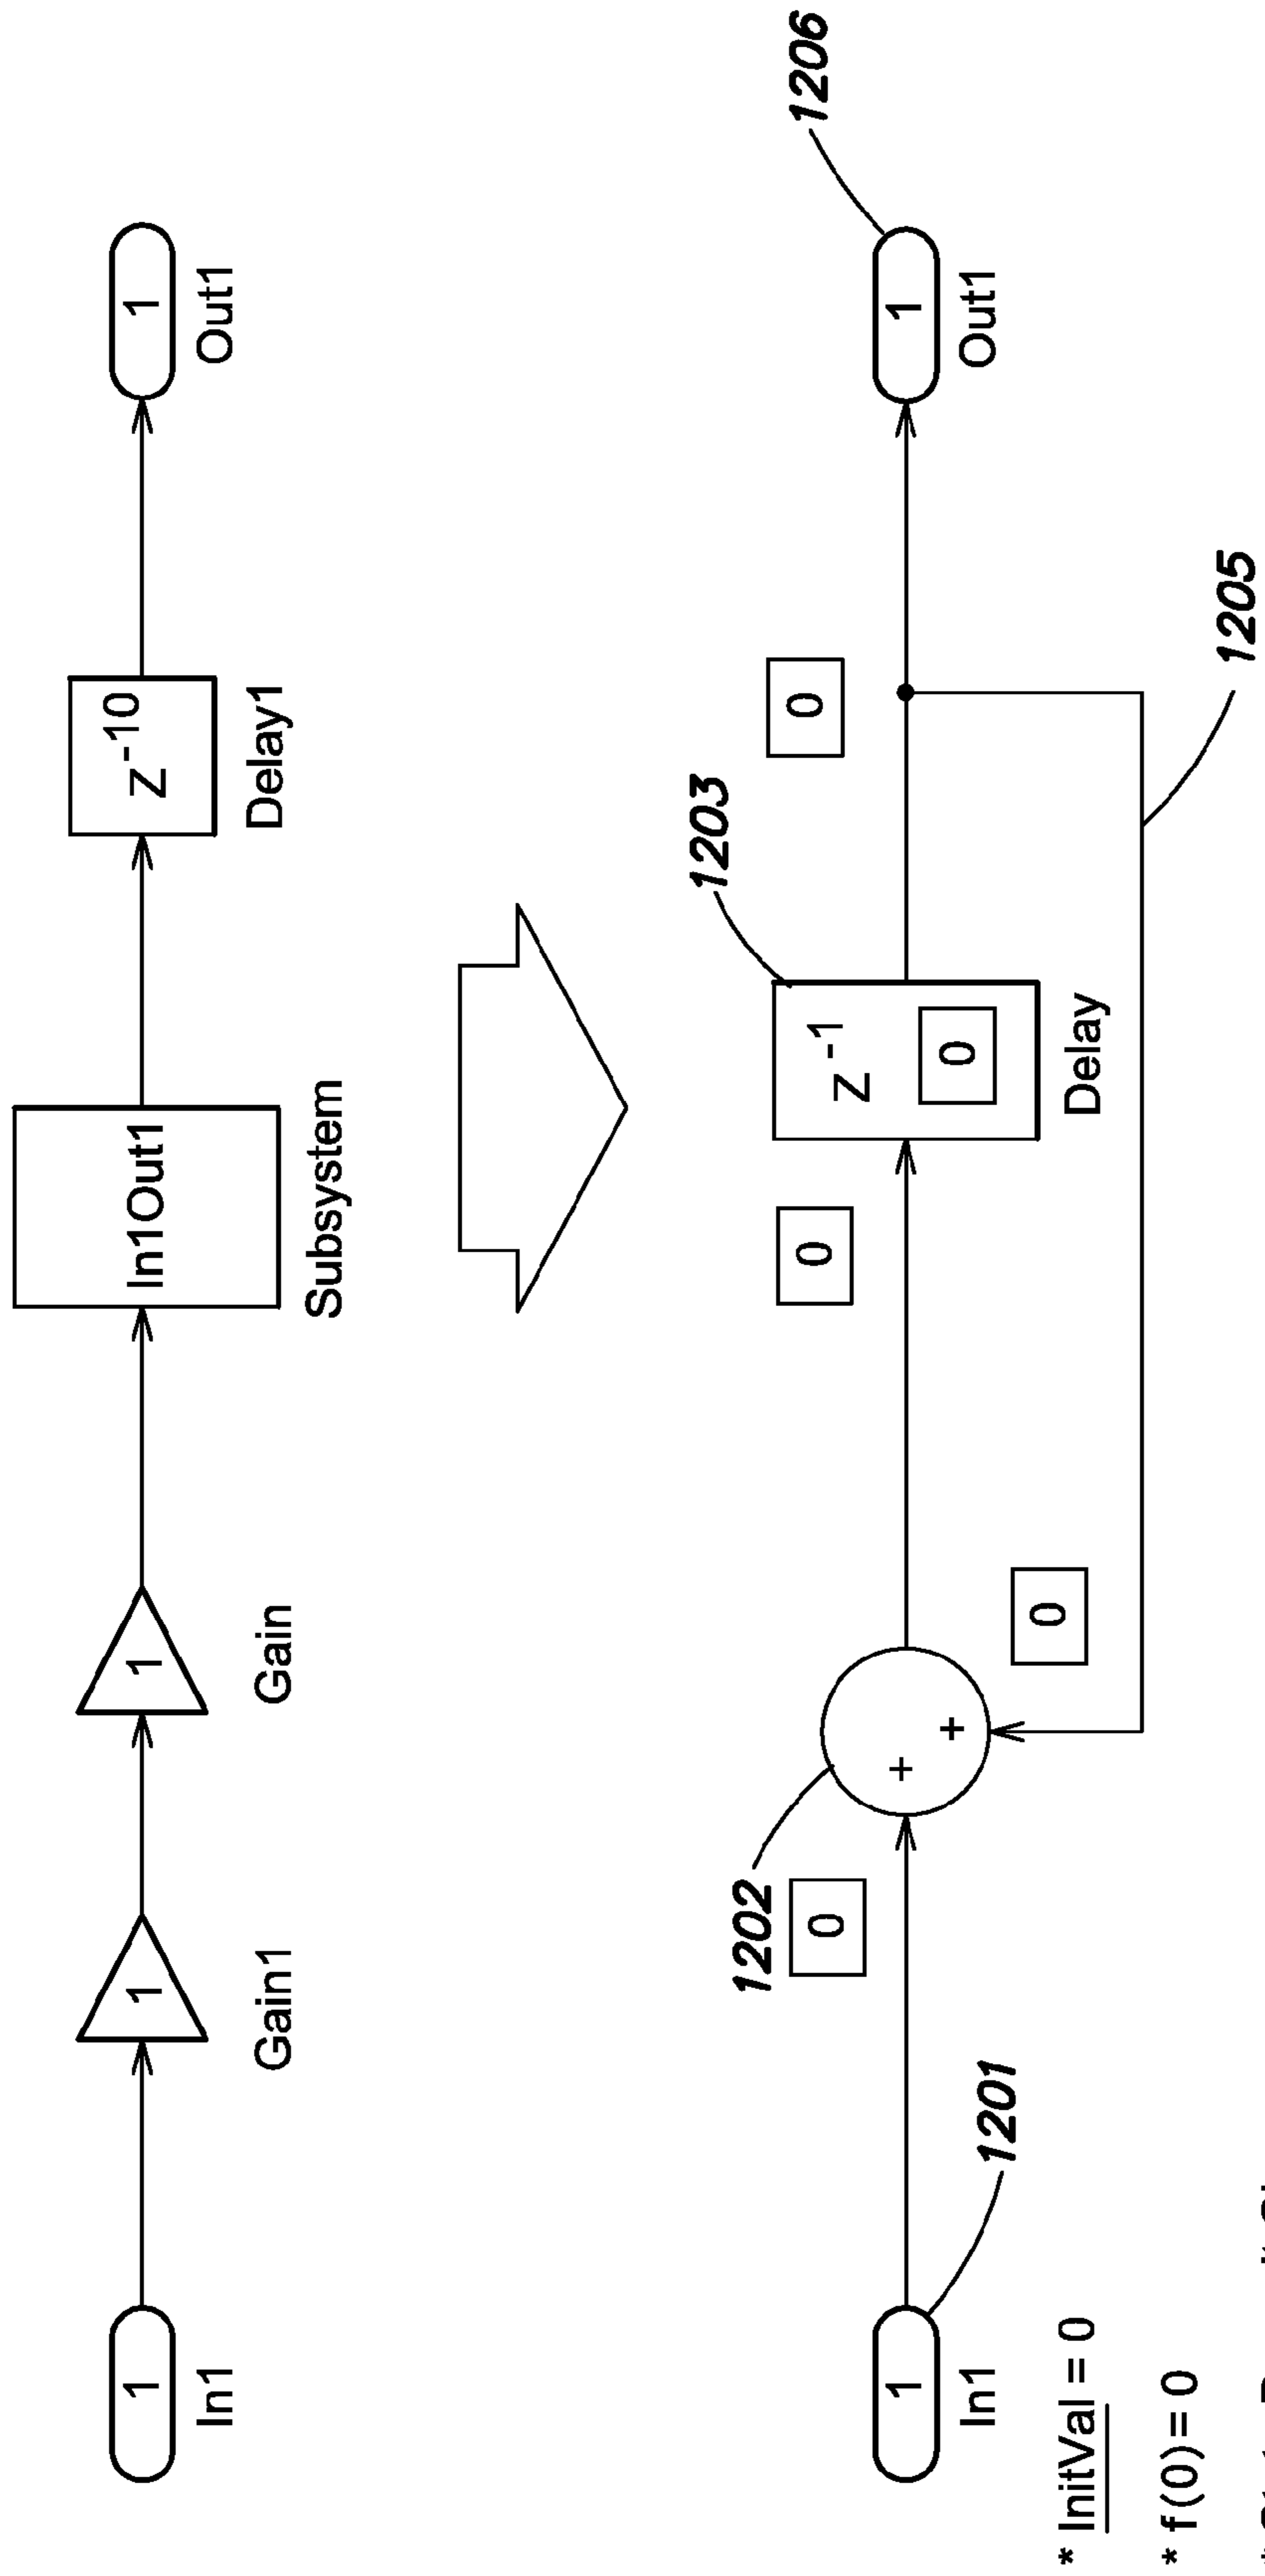 1
In1
1
Gain1
1
Gain
In1Out1
Subsystem
Z-10
Delay1
1
Out1
1
In1
1201
1202
0
+
+
0
0
Z-1
0
Delay
1203
0
1205
1
Out1
1206
* InitVal = 0
* f(0)= 0